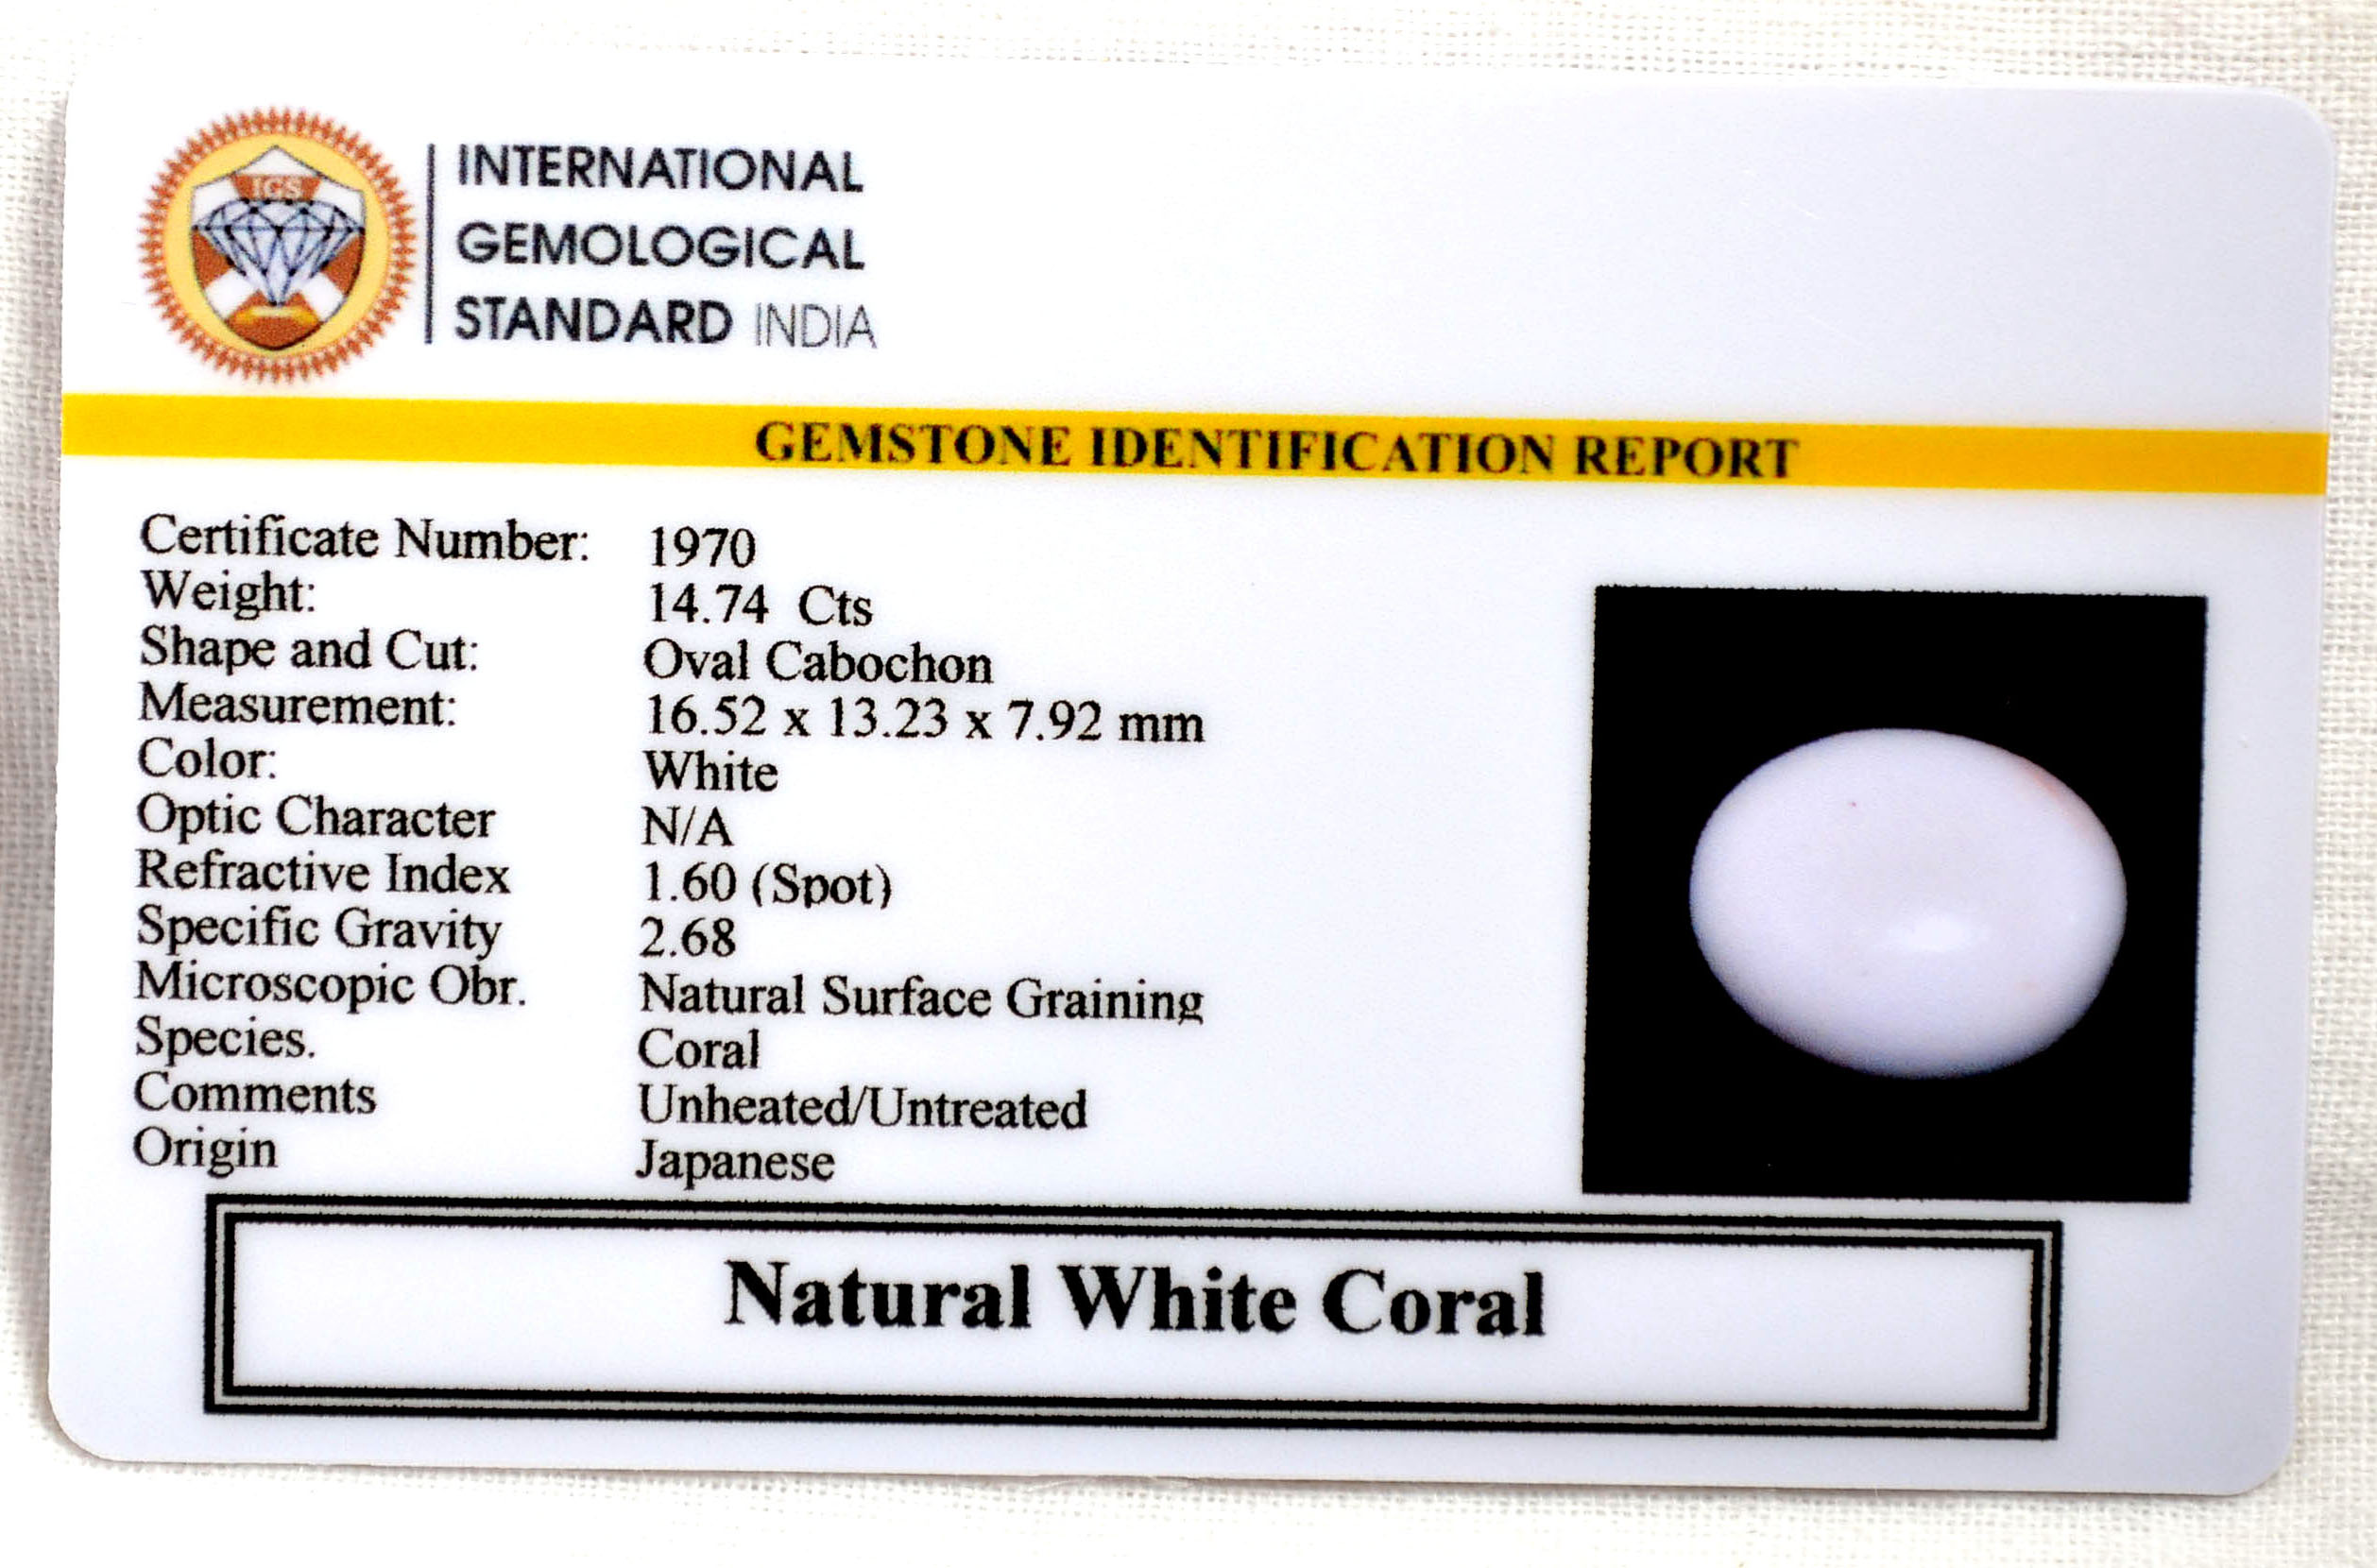 IGS
INTERNATIONAL
GEMOLOGICAL
STANDARD INDIA
GEMSTONE IDENTIFICATION REPORT
Certificate Number: 1970
Weight: 14.74 Cts
Shape and Cut: Oval Cabochon
Measurement: 16.52 x 13.23 x 7.92 mm
Color: White
Optic Character N/A
Refractive Index 1.60 (Spot)
Specific Gravity 2.68
Microscopic Obr. Natural Surface Graining
Species. Coral
Comments Unheated/Untreated
Origin Japanese
Natural White Coral